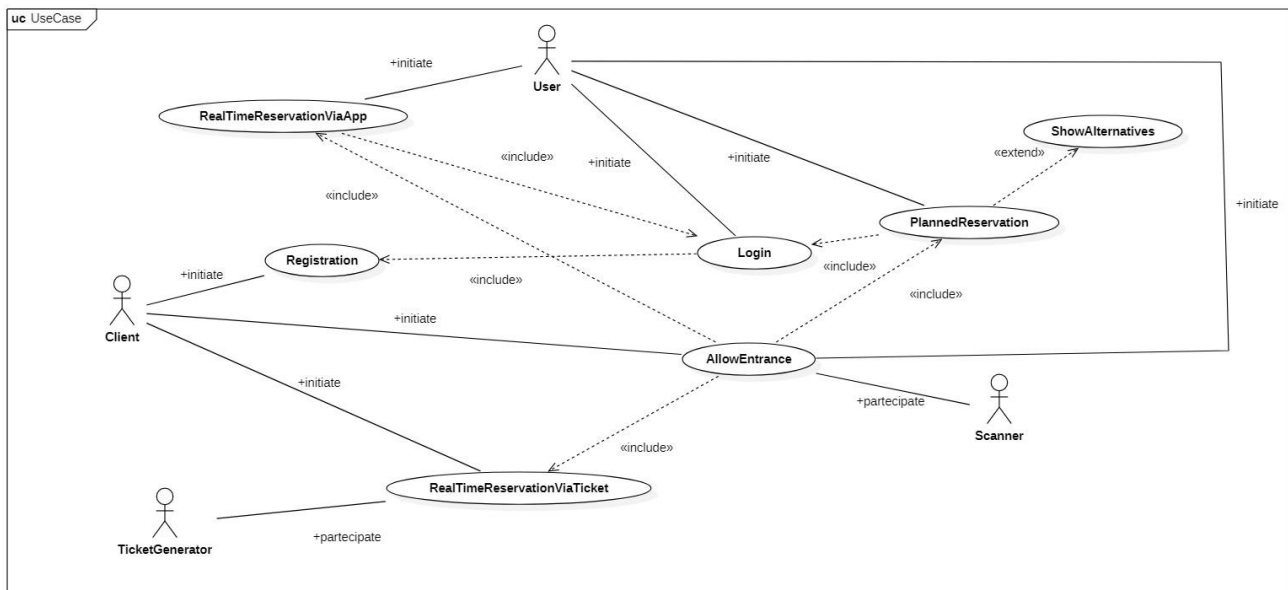 uc UseCase
+initiate
User
RealTimeReservationViaApp
ShowAlternatives
«include»
+initiate
+initiate
«extend»
«include»
+initiate
PlannedReservation
Login
Registration
+initiate
«include»
«include»
«include»
Client
+initiate
AllowEntrance
+initiate
+partecipate
Scanner
«include»
RealTimeReservationViaTicket
+partecipate
TicketGenerator